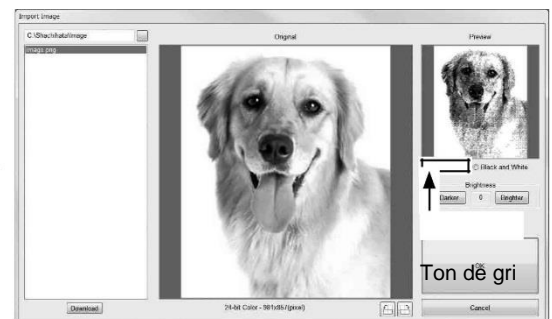 Import Image
C:\Shachihata\Image
Original
Preview
image.png
Black and White
Brightness
Darker 0 Brighter
OK
Ton de gri
Download
24-bit Color - 981x857(pixel)
Cancel